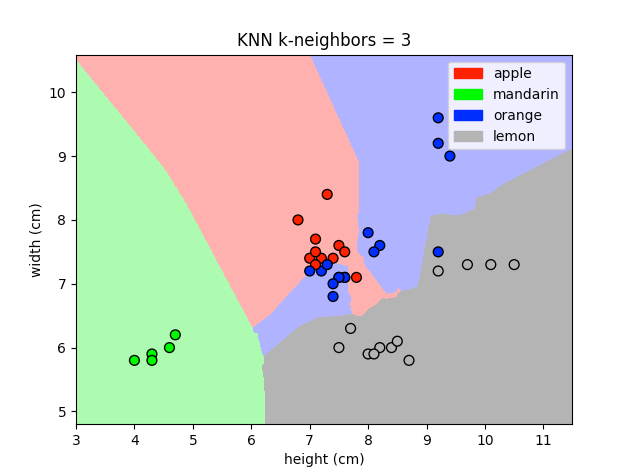 KNN k-neighbors = 3
apple
mandarin
orange
lemon
10
9
8
7
6
5
width (cm)
3 4 5 6 7 8 9 10 11
height (cm)